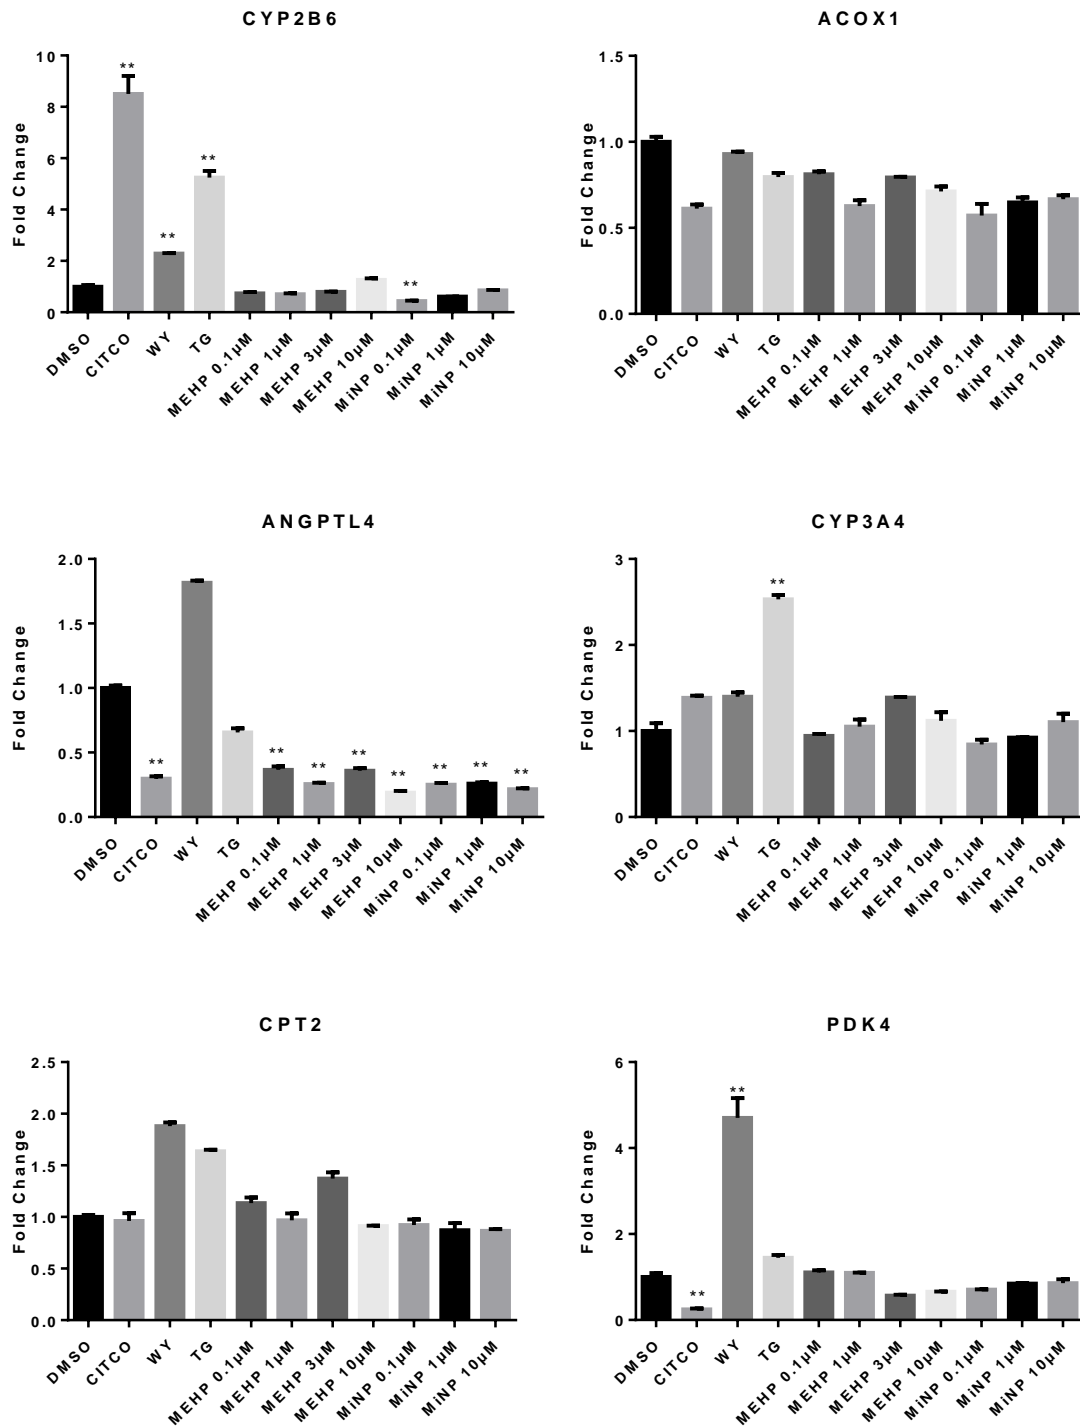 CYP2B6
Fold Change
10
8
6
4
2
0
**
**
**
**
DMSO
CITCO
WY
TG
MEHP 0.1µM
MEHP 1µM
MEHP 3µM
MEHP 10µM
MiNP 0.1µM
MiNP 1µM
MiNP 10µM
ACOX1
Fold Change
1.5
1.0
0.5
0.0
DMSO
CITCO
WY
TG
MEHP 0.1µM
MEHP 1µM
MEHP 3µM
MEHP 10µM
MiNP 0.1µM
MiNP 1µM
MiNP 10µM
ANGPTL4
Fold Change
2.0
1.5
1.0
0.5
0.0
**
**
**
**
**
**
**
**
DMSO
CITCO
WY
TG
MEHP 0.1µM
MEHP 1µM
MEHP 3µM
MEHP 10µM
MiNP 0.1µM
MiNP 1µM
MiNP 10µM
CYP3A4
Fold Change
3
2
1
0
**
DMSO
CITCO
WY
TG
MEHP 0.1µM
MEHP 1µM
MEHP 3µM
MEHP 10µM
MiNP 0.1µM
MiNP 1µM
MiNP 10µM
CPT2
Fold Change
2.5
2.0
1.5
1.0
0.5
0.0
DMSO
CITCO
WY
TG
MEHP 0.1µM
MEHP 1µM
MEHP 3µM
MEHP 10µM
MiNP 0.1µM
MiNP 1µM
MiNP 10µM
PDK4
Fold Change
6
4
2
0
**
**
DMSO
CITCO
WY
TG
MEHP 0.1µM
MEHP 1µM
MEHP 3µM
MEHP 10µM
MiNP 0.1µM
MiNP 1µM
MiNP 10µM